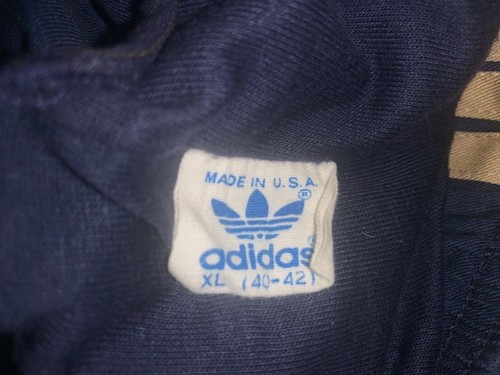 MADE IN U.S.A.
®
adidas®
XL (40-42)